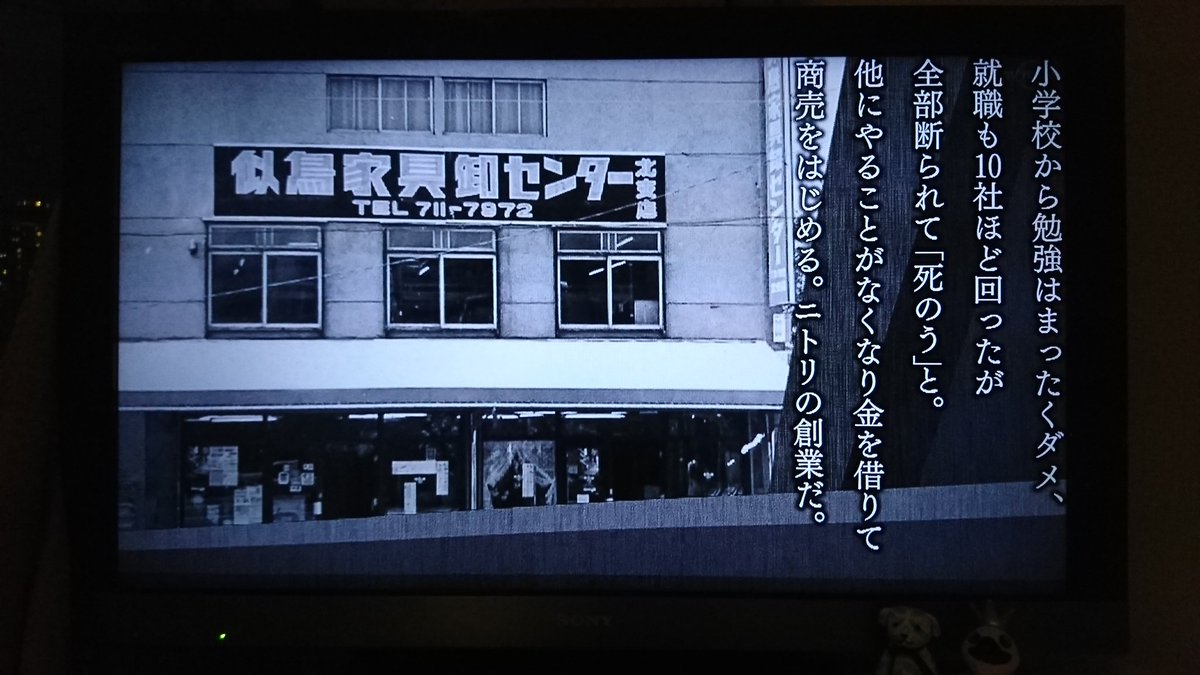 小学校から勉強はまったくダメ、
就職も10社ほど回ったが
全部断られて「死のう」と。
他にやることがなくなり金を借りて
商売をはじめる。ニトリの創業だ。
似鳥家具卸センター
北支店
TEL 711-7972
SONY